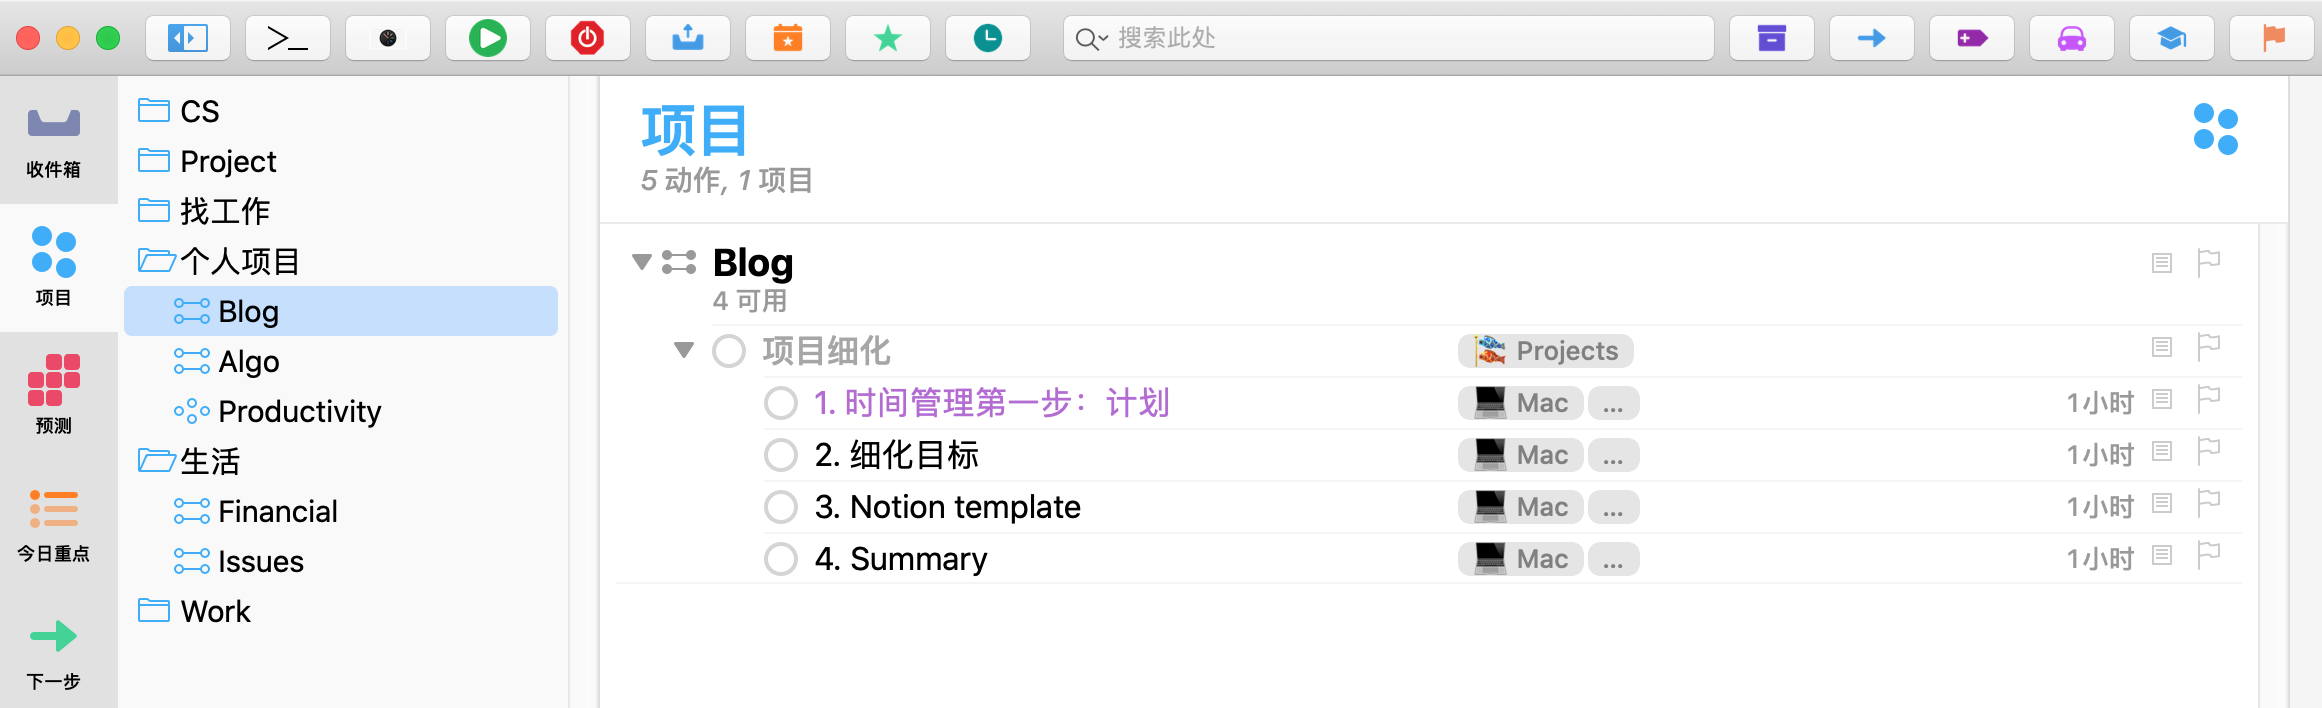 搜索此处
收件箱
项目
预测
今日重点
下一步
CS
Project
找工作
个人项目
Blog
Algo
Productivity
生活
Financial
Issues
Work
项目
5 动作, 1 项目
Blog
4 可用
项目细化 Projects
1. 时间管理第一步：计划 Mac ... 1小时
2. 细化目标 Mac ... 1小时
3. Notion template Mac ... 1小时
4. Summary Mac ... 1小时